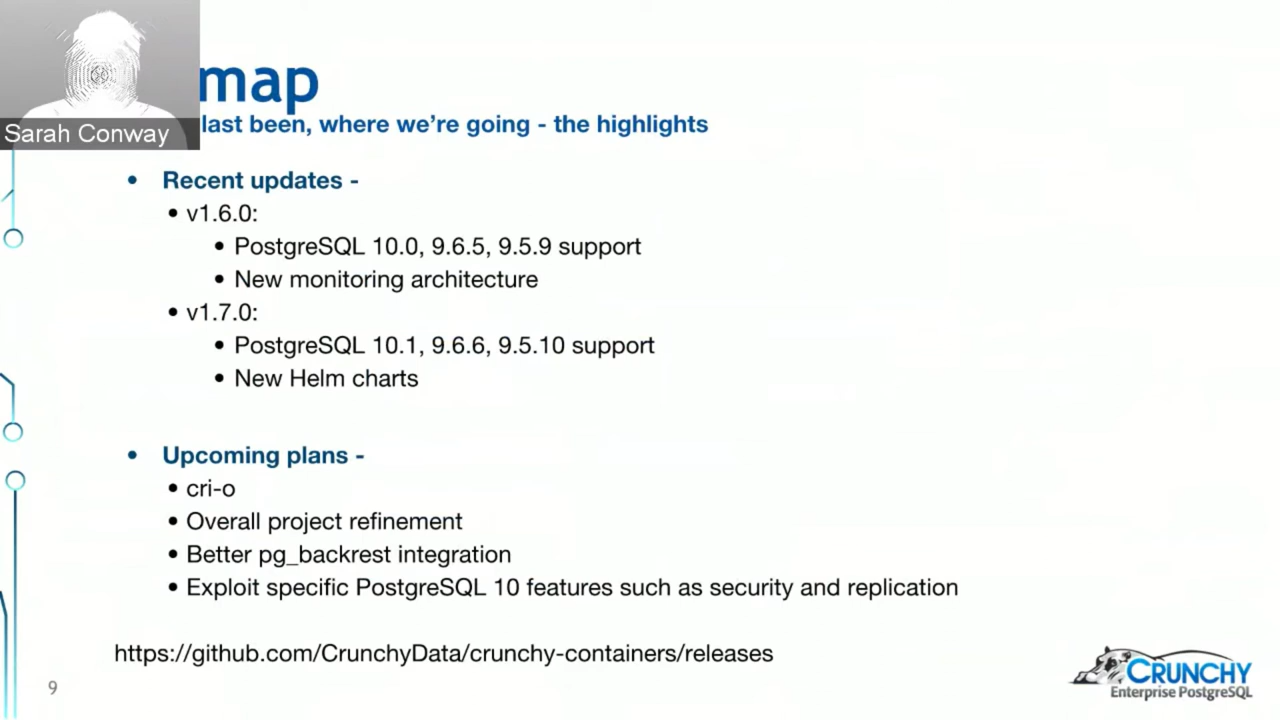 map
Sarah Conway
last been, where we're going - the highlights
• Recent updates -
• v1.6.0:
• PostgreSQL 10.0, 9.6.5, 9.5.9 support
• New monitoring architecture
• v1.7.0:
• PostgreSQL 10.1, 9.6.6, 9.5.10 support
• New Helm charts
• Upcoming plans -
• cri-o
• Overall project refinement
• Better pg_backrest integration
• Exploit specific PostgreSQL 10 features such as security and replication
https://github.com/CrunchyData/crunchy-containers/releases
9
CRUNCHY
Enterprise PostgreSQL